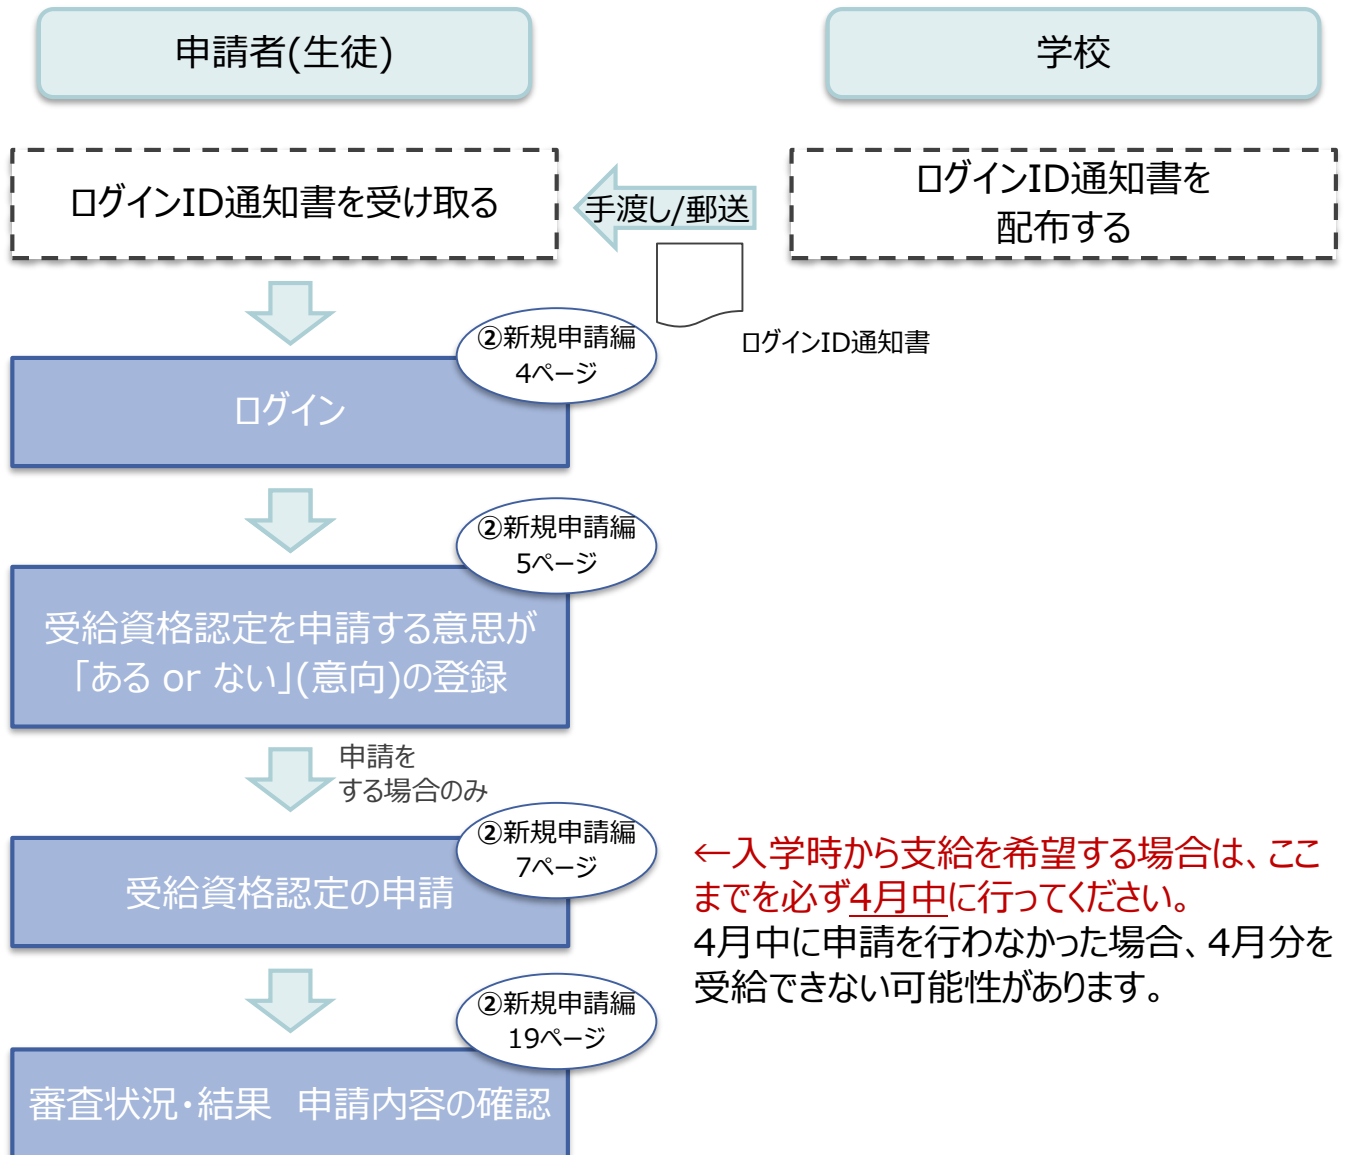 申請者(生徒)
学校
ログインID通知書を受け取る
手渡し/郵送
ログインID通知書を
配布する
ログインID通知書
②新規申請編
4ページ
ログイン
②新規申請編
5ページ
受給資格認定を申請する意思が
「ある or ない」(意向)の登録
申請を
する場合のみ
②新規申請編
7ページ
受給資格認定の申請
←入学時から支給を希望する場合は、ここ
までを必ず4月中に行ってください。
4月中に申請を行わなかった場合、4月分を
受給できない可能性があります。
②新規申請編
19ページ
審査状況・結果　申請内容の確認